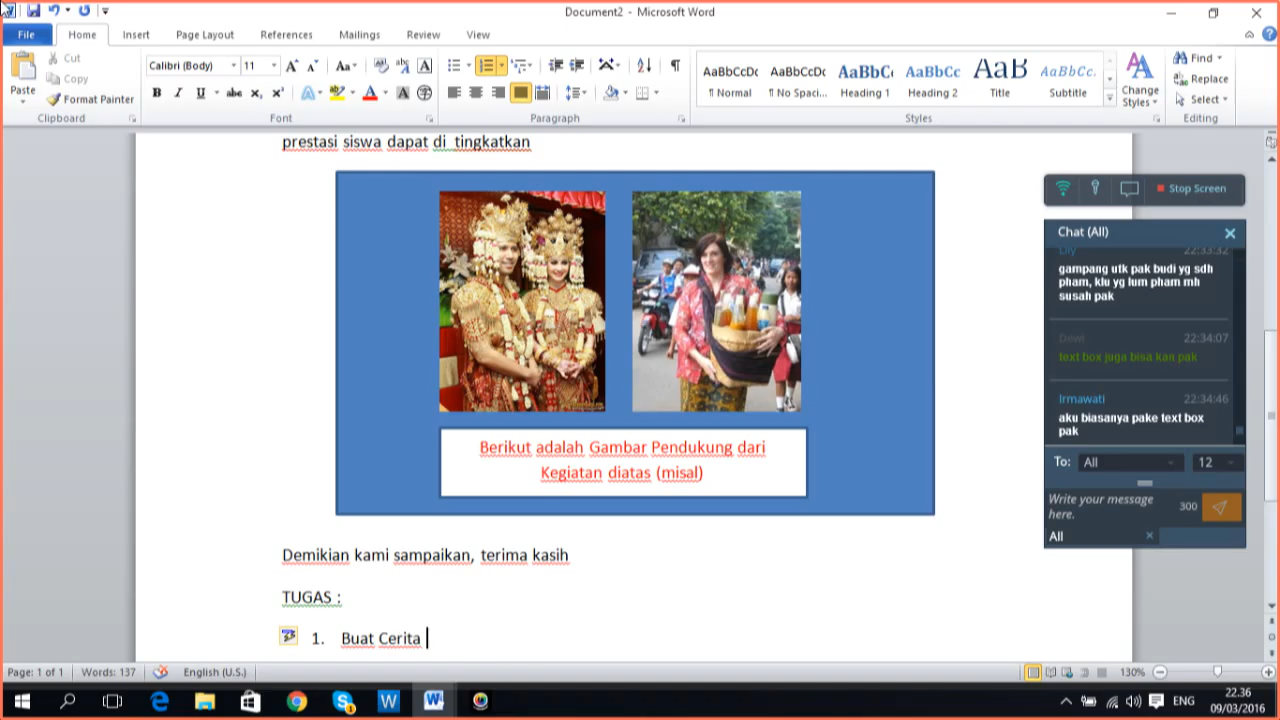 Document2 - Microsoft Word
File Home Insert Page Layout References Mailings Review View
Paste
Cut
Copy
Format Painter
Clipboard
Calibri (Body) 11
Font
Paragraph
AaBbCcDc AaBbCcDc AaBbCc AaBbCc AaB AaBbCc.
¶ Normal ¶ No Spaci... Heading 1 Heading 2 Title Subtitle
Change Styles
Styles
Find
Replace
Select
Editing
prestasi siswa dapat di tingkatkan
Berikut adalah Gambar Pendukung dari
Kegiatan diatas (misal)
Demikian kami sampaikan, terima kasih
TUGAS :
1. Buat Cerita
Stop Screen
Chat (All)
Lily 22:33:32
gampang utk pak budi yg sdh
pham, klu yg lum pham mh
susah pak
Dewi 22:34:07
text box juga bisa kan pak
Irmawati 22:34:46
aku biasanya pake text box
pak
To: All 12
Write your message
here.
300
All
Page: 1 of 1 Words: 137 English (U.S.) 130%
ENG
22.36
09/03/2016